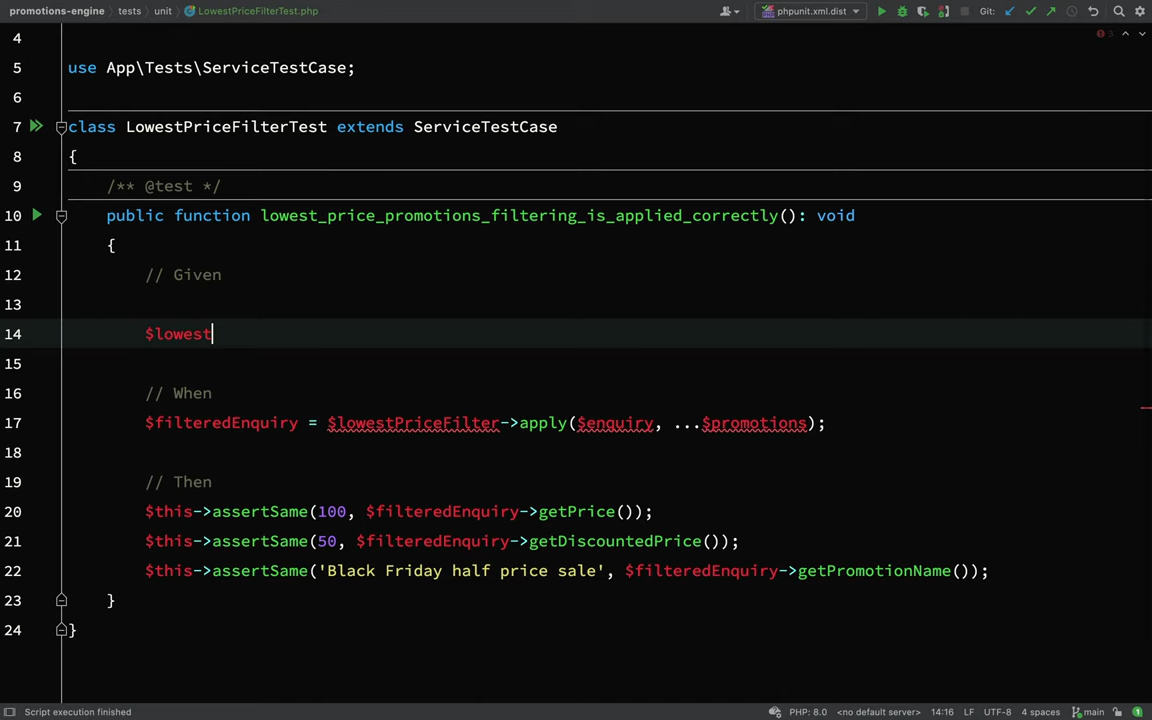 promotions-engine tests unit LowestPriceFilterTest.php phpunit.xml.dist Git:
4
5 use App\Tests\ServiceTestCase;
6
7 class LowestPriceFilterTest extends ServiceTestCase
8 {
9 /** @test */
10 public function lowest_price_promotions_filtering_is_applied_correctly(): void
11 {
12 // Given
13
14 $lowest
15
16 // When
17 $filteredEnquiry = $lowestPriceFilter->apply($enquiry, ...$promotions);
18
19 // Then
20 $this->assertSame(100, $filteredEnquiry->getPrice());
21 $this->assertSame(50, $filteredEnquiry->getDiscountedPrice());
22 $this->assertSame('Black Friday half price sale', $filteredEnquiry->getPromotionName());
23 }
24 }
3
Script execution finished PHP: 8.0 <no default server> 14:16 LF UTF-8 4 spaces main 1